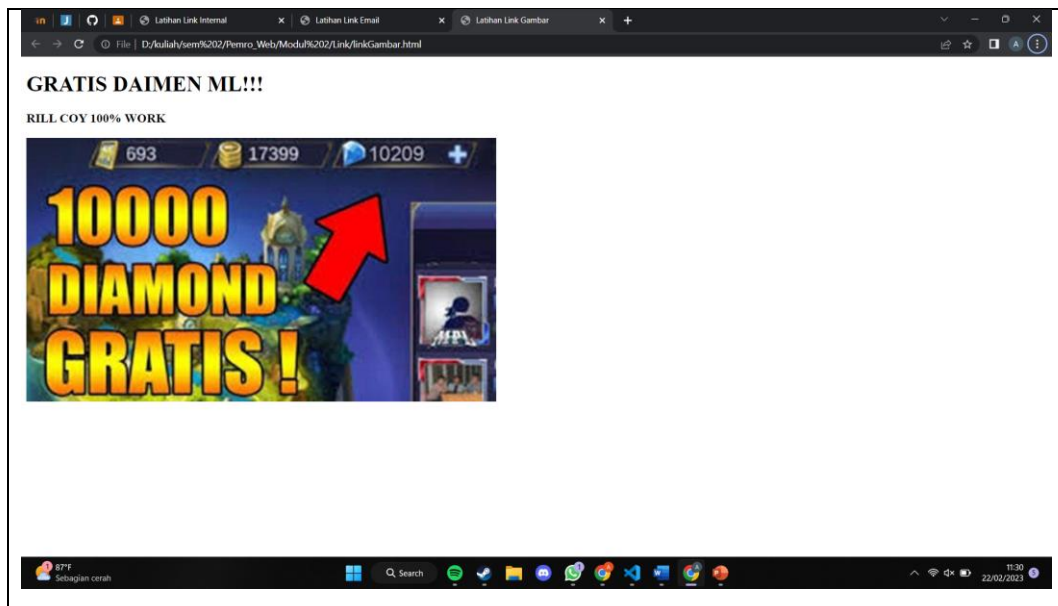 in
Latihan Link Internal
Latihan Link Email
Latihan Link Gambar
File
D:/kuliah/sem%202/Pemro_Web/Modul%202/Link/linkGambar.html
A
GRATIS DAIMEN ML!!!
RILL COY 100% WORK
693
17399
10209
10000
DIAMOND
GRATIS !
87°F
Sebagian cerah
Search
11:30
22/02/2023